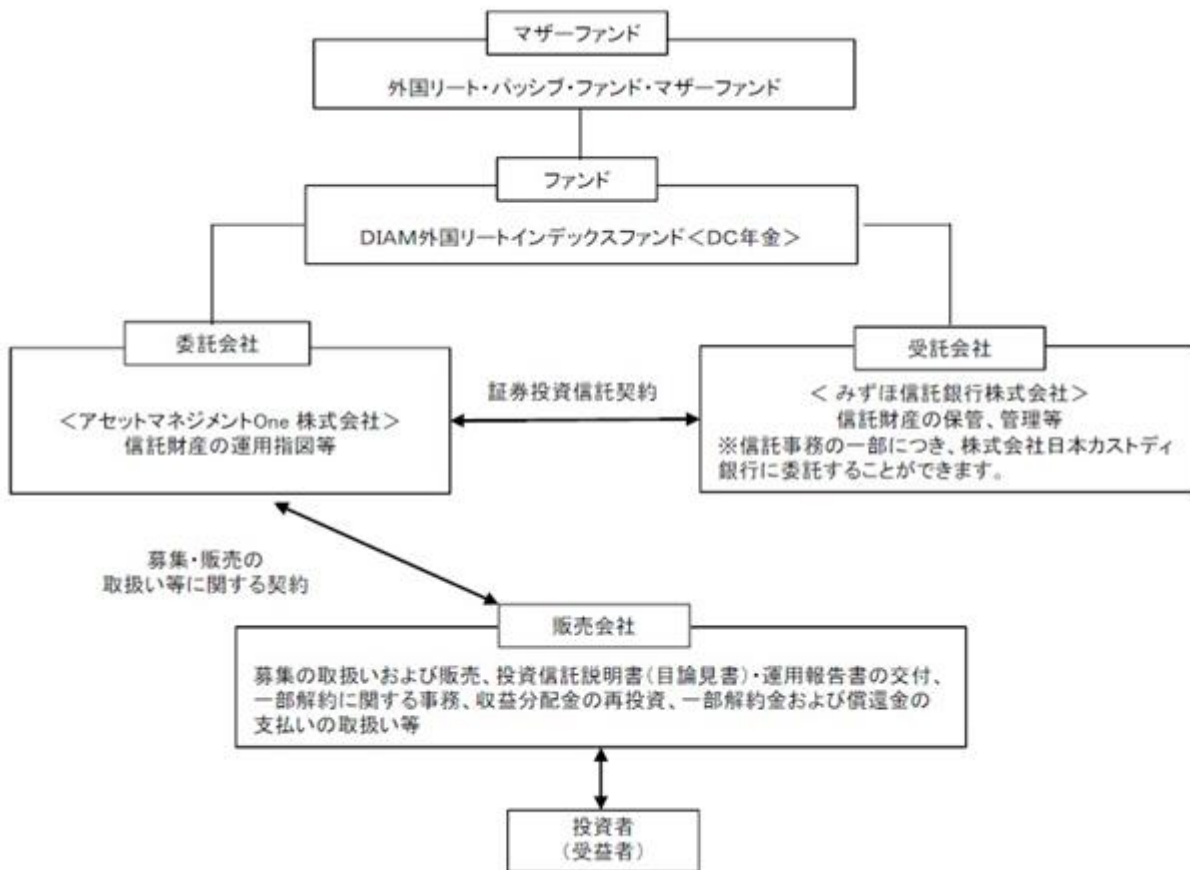 マザーファンド
外国リート・パッシブ・ファンド・マザーファンド
ファンド
DIAM外国リートインデックスファンド＜DC年金＞
委託会社
＜アセットマネジメントOne 株式会社＞
信託財産の運用指図等
証券投資信託契約
受託会社
＜ みずほ信託銀行株式会社＞
信託財産の保管、管理等
※信託事務の一部につき、株式会社日本カストディ
銀行に委託することができます。
募集・販売の
取扱い等に関する契約
販売会社
募集の取扱いおよび販売、投資信託説明書(目論見書)・運用報告書の交付、
一部解約に関する事務、収益分配金の再投資、一部解約金および償還金の
支払いの取扱い等
投資者
(受益者)